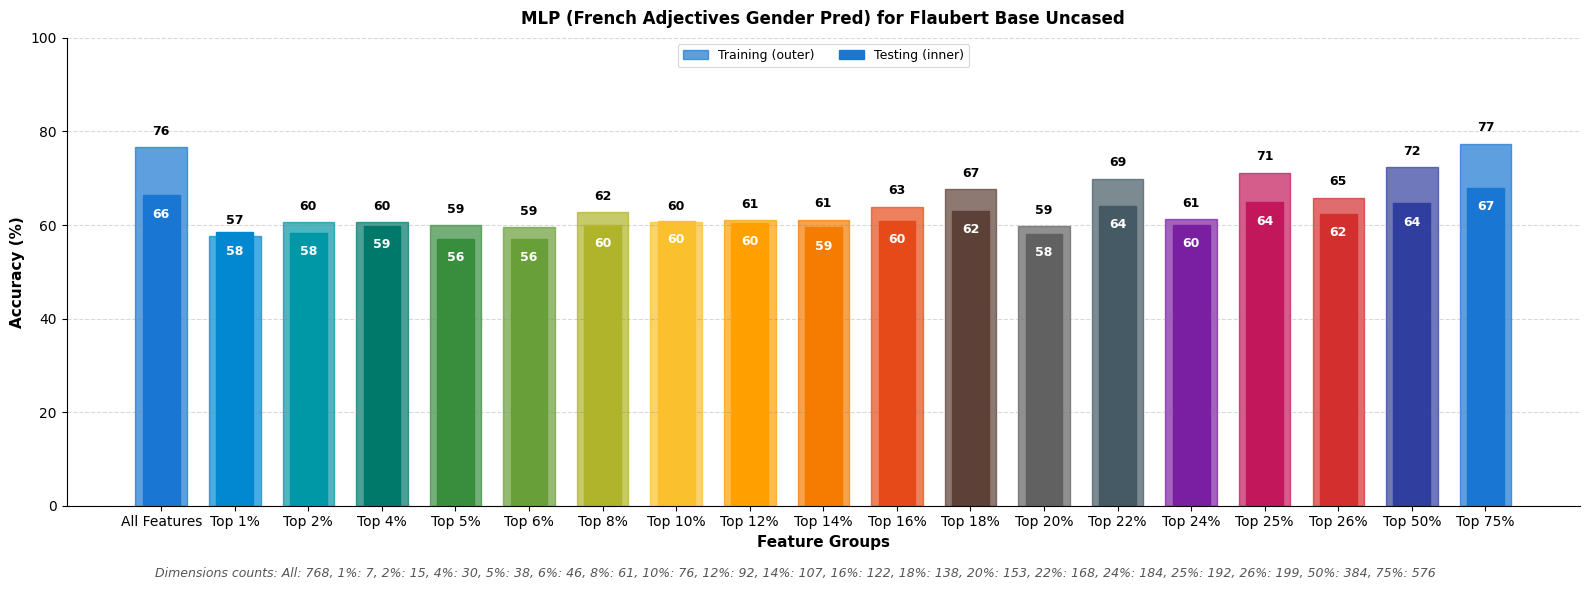 MLP (French Adjectives Gender Pred) for Flaubert Base Uncased
Training (outer) Testing (inner)
Accuracy (%)
100
80
60
40
20
0
76 57 60 60 59 59 62 60 61 61 63 67 59 69 61 71 65 72 77
66 58 58 59 56 56 60 60 60 59 60 62 58 64 60 64 62 64 67
All Features Top 1% Top 2% Top 4% Top 5% Top 6% Top 8% Top 10% Top 12% Top 14% Top 16% Top 18% Top 20% Top 22% Top 24% Top 25% Top 26% Top 50% Top 75%
Feature Groups
Dimensions counts: All: 768, 1%: 7, 2%: 15, 4%: 30, 5%: 38, 6%: 46, 8%: 61, 10%: 76, 12%: 92, 14%: 107, 16%: 122, 18%: 138, 20%: 153, 22%: 168, 24%: 184, 25%: 192, 26%: 199, 50%: 384, 75%: 576